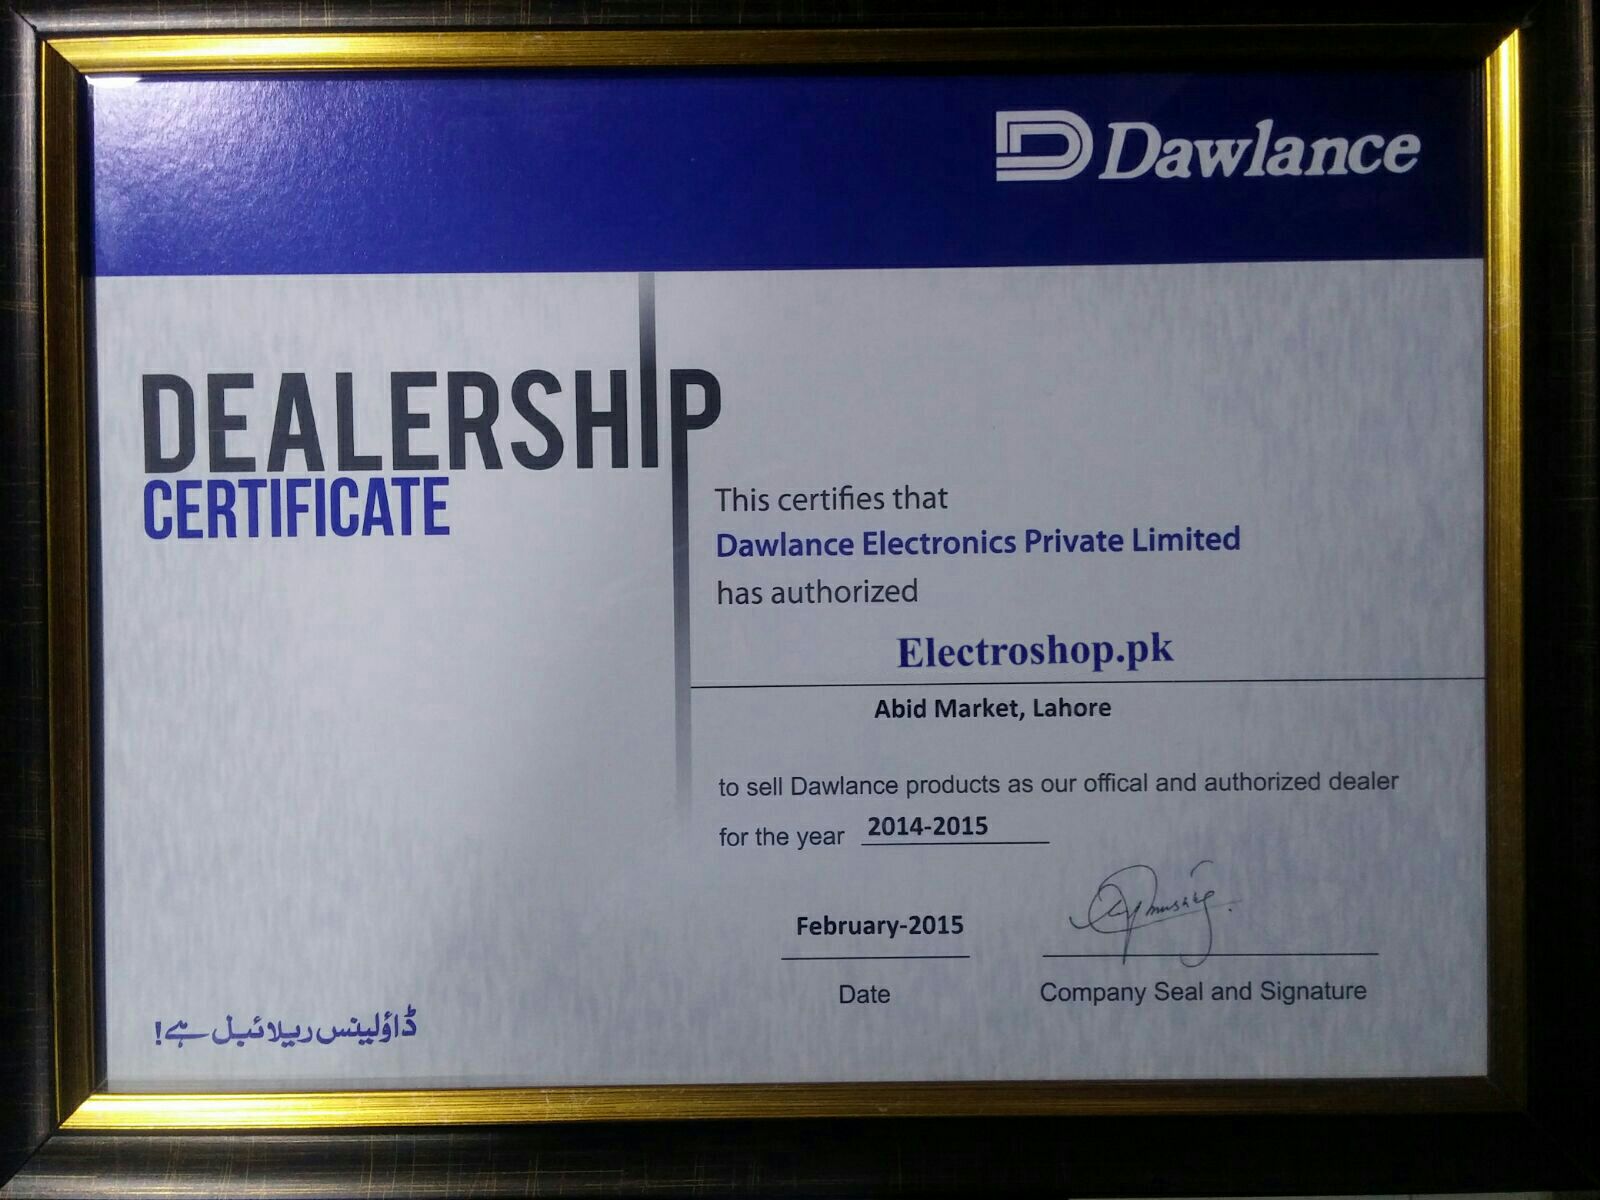 Dawlance
DEALERSHIP
CERTIFICATE
This certifies that
Dawlance Electronics Private Limited
has authorized
Electroshop.pk
Abid Market, Lahore
to sell Dawlance products as our offical and authorized dealer
for the year 2014-2015
February-2015
Date
Company Seal and Signature
ڈاؤلینس ریلائبل ہے!